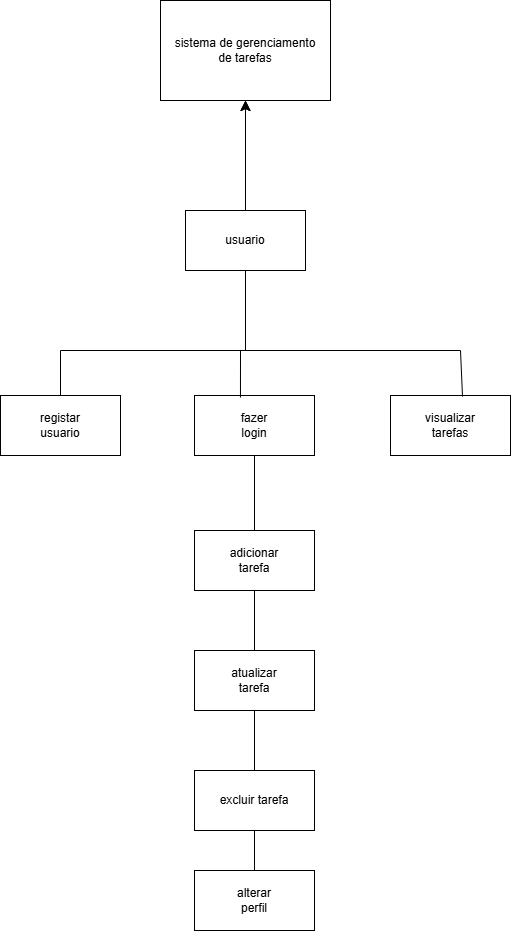 sistema de gerenciamento
de tarefas
usuario
registar
usuario
fazer
login
visualizar
tarefas
adicionar
tarefa
atualizar
tarefa
excluir tarefa
alterar
perfil